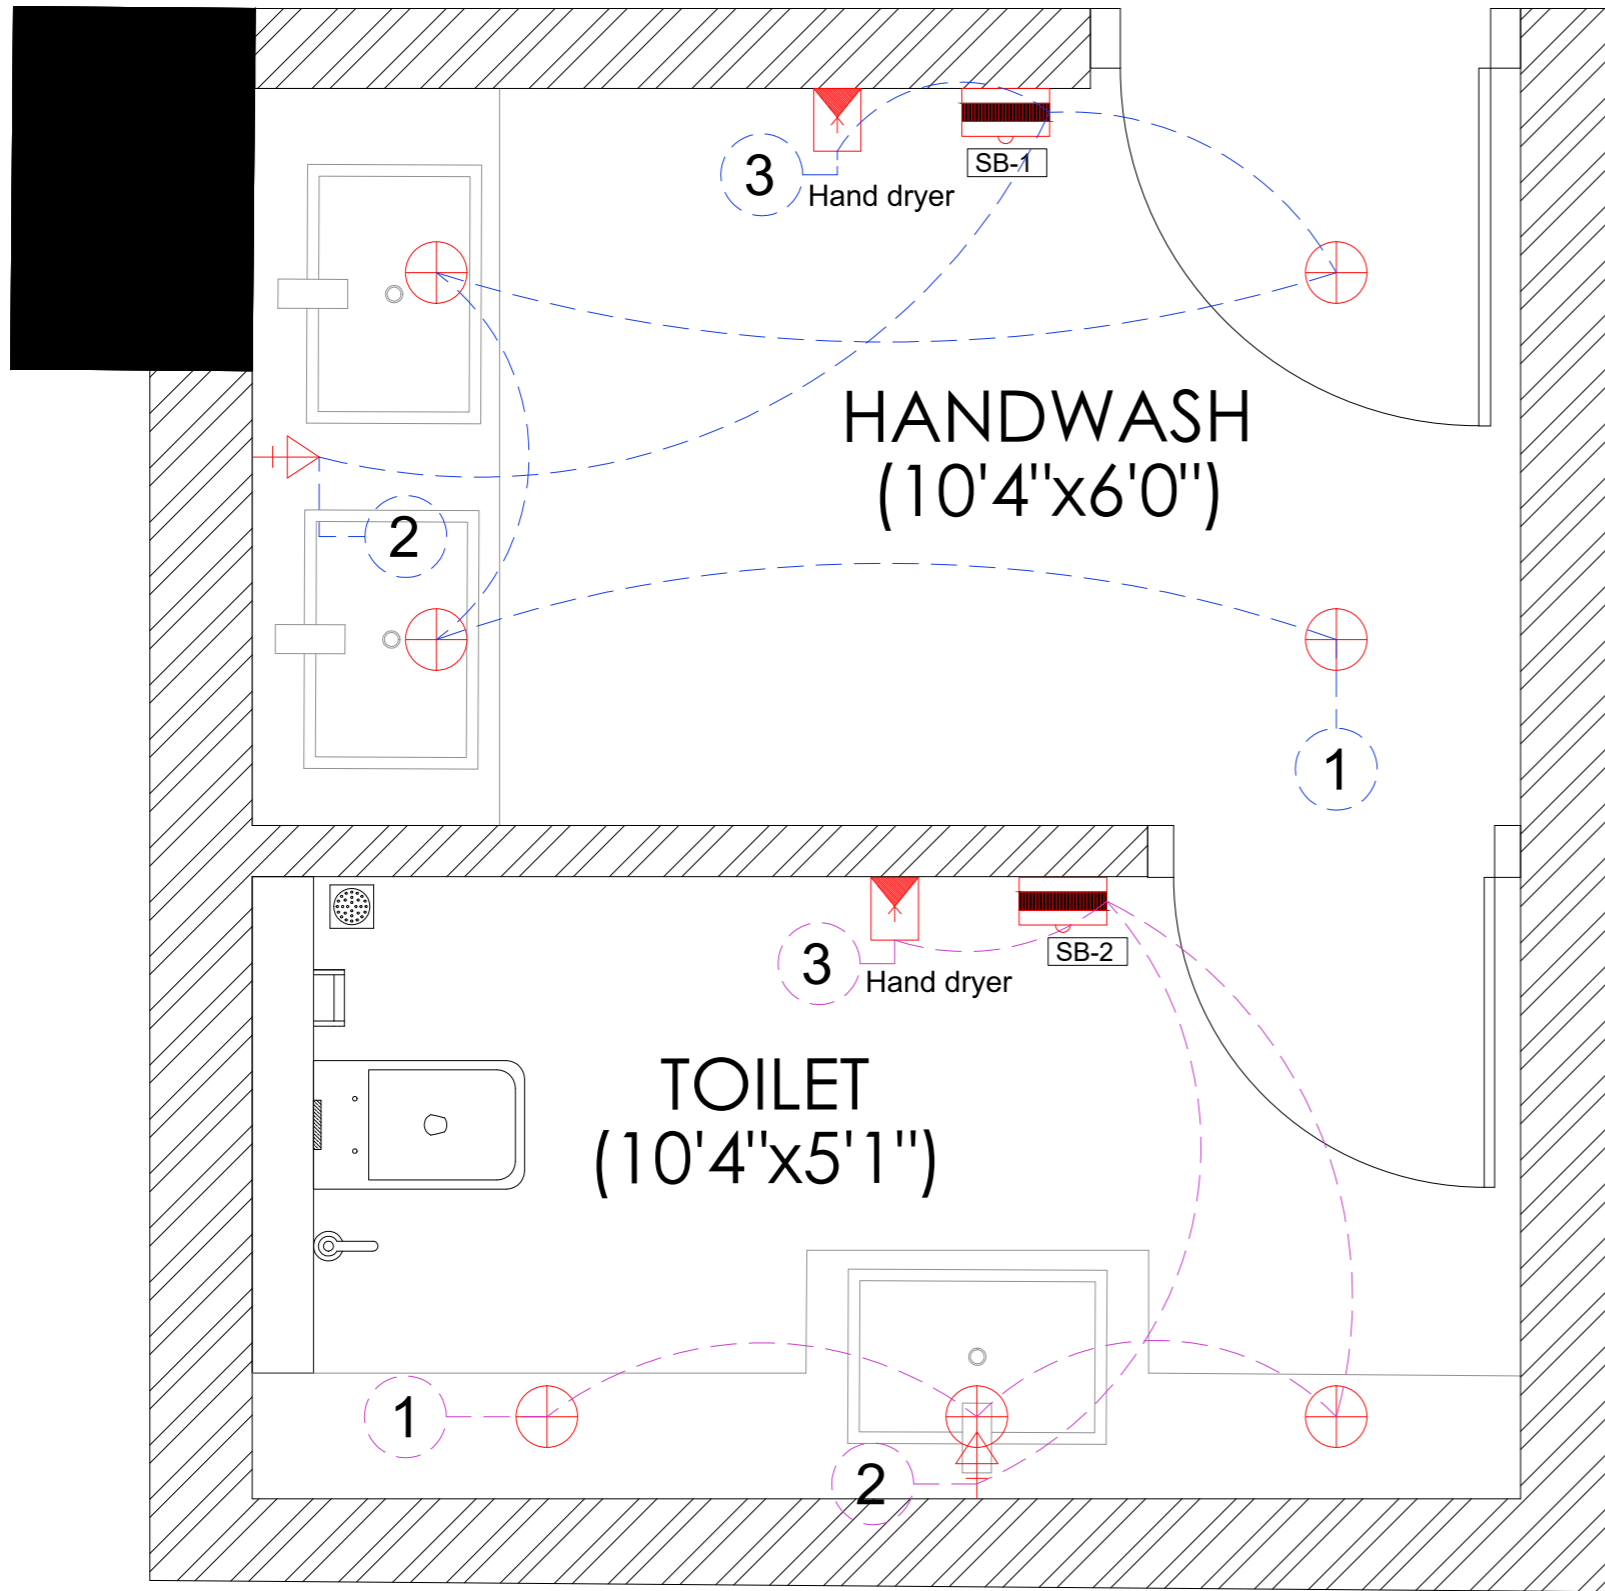 3
Hand dryer
SB-1
HANDWASH
(10'4"x6'0")
2
1
3
Hand dryer
SB-2
TOILET
(10'4"x5'1")
1
2